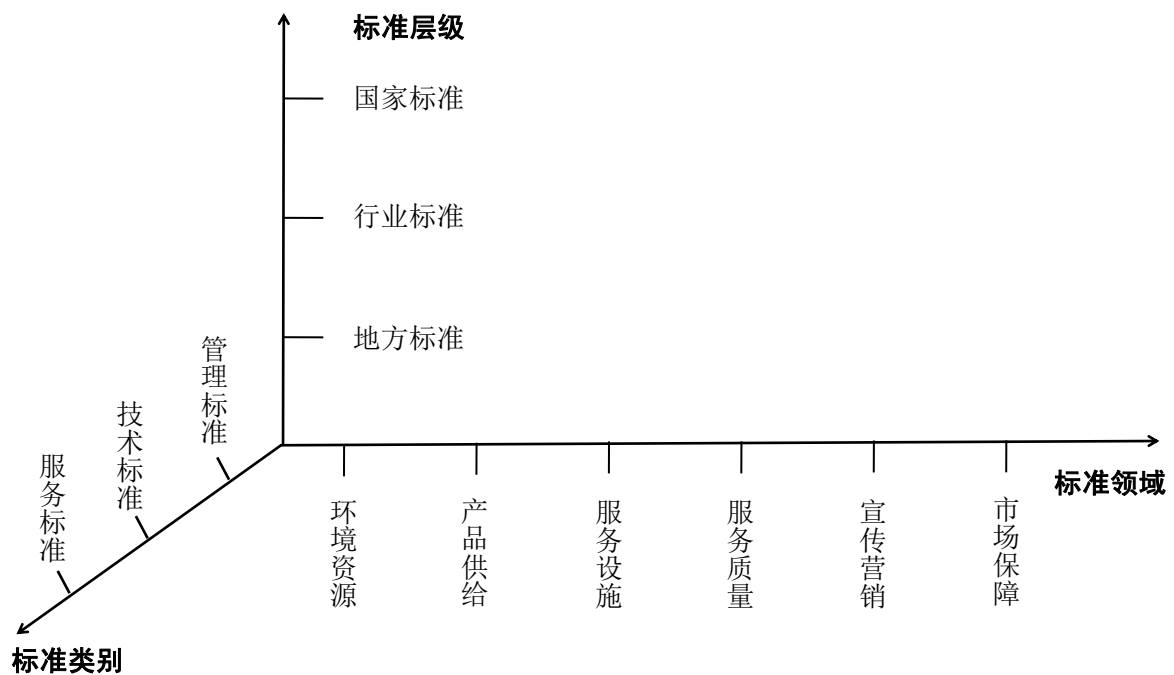 标准层级
国家标准
行业标准
地方标准
管理标准
技术标准
服务标准
标准类别
环境资源
产品供给
服务设施
服务质量
宣传营销
市场保障
标准领域